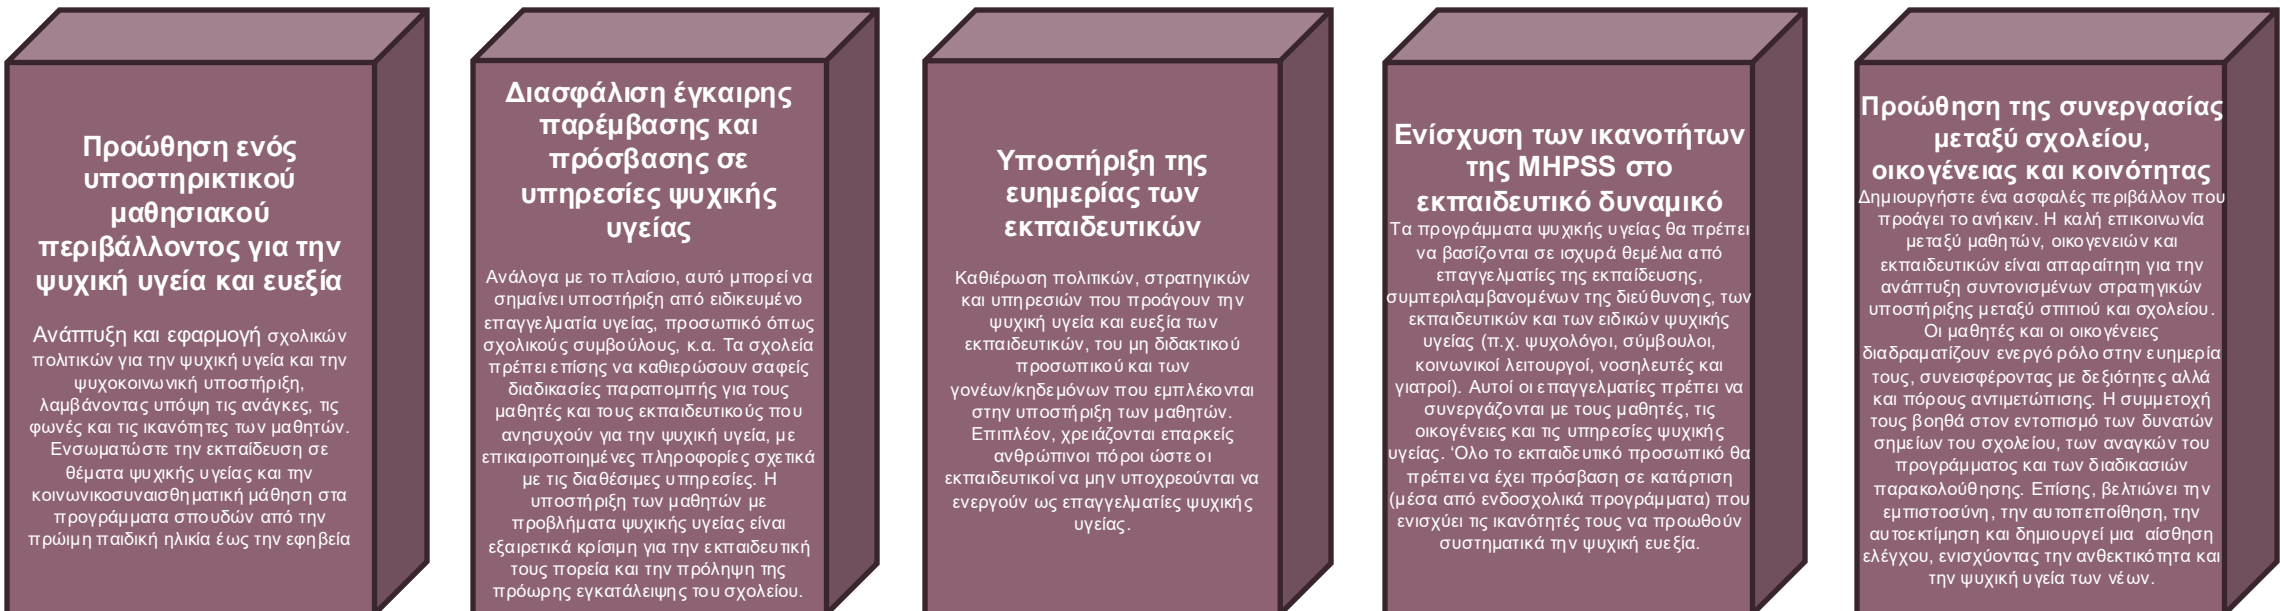 Προώθηση ενός
υποστηρικτικού
μαθησιακού
περιβάλλοντος για την
ψυχική υγεία και ευεξία
Ανάπτυξη και εφαρμογή σχολικών
πολιτικών για την ψυχική υγεία και την
ψυχοκοινωνική υποστήριξη,
λαμβάνοντας υπόψη τις ανάγκες, τις
φωνές και τις ικανότητες των μαθητών.
Ενσωματώστε την εκπαίδευση σε
θέματα ψυχικής υγείας και την
κοινωνικοσυναισθηματική μάθηση στα
προγράμματα σπουδών από την
πρώιμη παιδική ηλικία έως την εφηβεία
Διασφάλιση έγκαιρης
παρέμβασης και
πρόσβασης σε
υπηρεσίες ψυχικής
υγείας
Ανάλογα με το πλαίσιο, αυτό μπορεί να
σημαίνει υποστήριξη από ειδικευμένο
επαγγελματία υγείας, προσωπικό όπως
σχολικούς συμβούλους, κ.α. Τα σχολεία
πρέπει επίσης να καθιερώσουν σαφείς
διαδικασίες παραπομπής για τους
μαθητές και τους εκπαιδευτικούς που
ανησυχούν για την ψυχική υγεία, με
επικαιροποιημένες πληροφορίες σχετικά
με τις διαθέσιμες υπηρεσίες. Η
υποστήριξη των μαθητών με
προβλήματα ψυχικής υγείας είναι
εξαιρετικά κρίσιμη για την εκπαιδευτική
τους πορεία και την πρόληψη της
πρόωρης εγκατάλειψης του σχολείου.
Υποστήριξη της
ευημερίας των
εκπαιδευτικών
Καθιέρωση πολιτικών, στρατηγικών
και υπηρεσιών που προάγουν την
ψυχική υγεία και ευεξία των
εκπαιδευτικών, του μη διδακτικού
προσωπικού και των
γονέων/κηδεμόνων που εμπλέκονται
στην υποστήριξη των μαθητών.
Επιπλέον, χρειάζονται επαρκείς
ανθρώπινοι πόροι ώστε οι
εκπαιδευτικοί να μην υποχρεούνται να
ενεργούν ως επαγγελματίες ψυχικής
υγείας.
Ενίσχυση των ικανοτήτων
της MHPSS στο
εκπαιδευτικό δυναμικό
Τα προγράμματα ψυχικής υγείας θα πρέπει
να βασίζονται σε ισχυρά θεμέλια από
επαγγελματίες της εκπαίδευσης,
συμπεριλαμβανομένων της διεύθυνσης, των
εκπαιδευτικών και των ειδικών ψυχικής
υγείας (π.χ. ψυχολόγοι, σύμβουλοι,
κοινωνικοί λειτουργοί, νοσηλευτές και
γιατροί). Αυτοί οι επαγγελματίες πρέπει να
συνεργάζονται με τους μαθητές, τις
οικογένειες και τις υπηρεσίες ψυχικής
υγείας. Όλο το εκπαιδευτικό προσωπικό θα
πρέπει να έχει πρόσβαση σε κατάρτιση
(μέσα από ενδοσχολικά προγράμματα) που
ενισχύει τις ικανότητές τους να προωθούν
συστηματικά την ψυχική ευεξία.
Προώθηση της συνεργασίας
μεταξύ σχολείου,
οικογένειας και κοινότητας
Δημιουργήστε ένα ασφαλές περιβάλλον που
προάγει το ανήκειν. Η καλή επικοινωνία
μεταξύ μαθητών, οικογενειών και
εκπαιδευτικών είναι απαραίτητη για την
ανάπτυξη συντονισμένων στρατηγικών
υποστήριξης μεταξύ σπιτιού και σχολείου.
Οι μαθητές και οι οικογένειες
διαδραματίζουν ενεργό ρόλο στην ευημερία
τους, συνεισφέροντας με δεξιότητες αλλά
και πόρους αντιμετώπισης. Η συμμετοχή
τους βοηθά στον εντοπισμό των δυνατών
σημείων του σχολείου, των αναγκών του
προγράμματος και των διαδικασιών
παρακολούθησης. Επίσης, βελτιώνει την
εμπιστοσύνη, την αυτοπεποίθηση, την
αυτοεκτίμηση και δημιουργεί μια αίσθηση
ελέγχου, ενισχύοντας την ανθεκτικότητα και
την ψυχική υγεία των νέων.